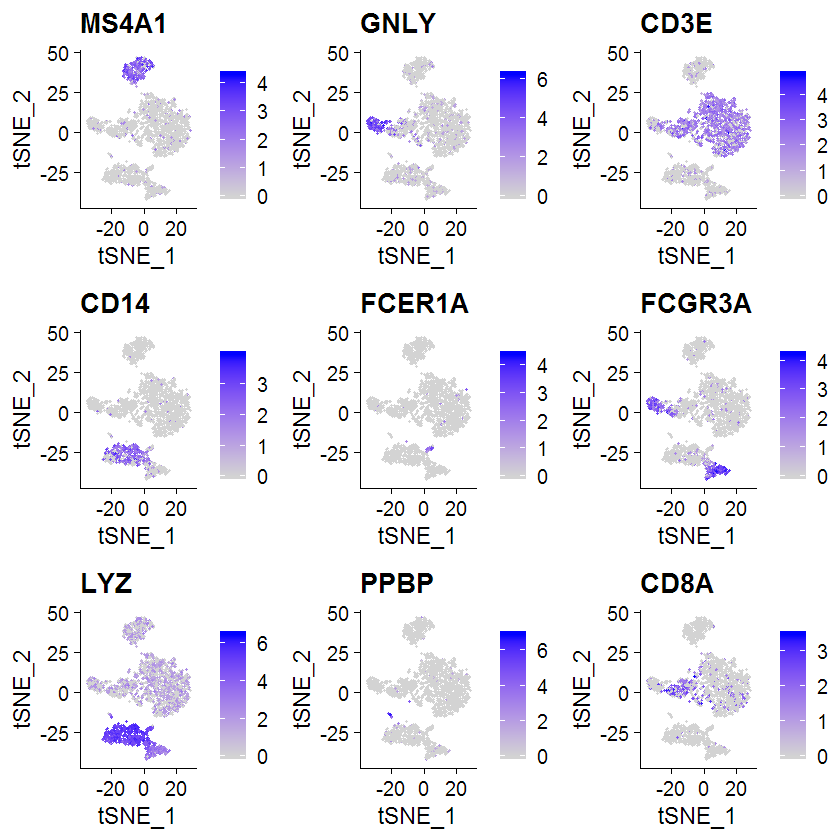 MS4A1 GNLY CD3E
50 50 50
25 4 25 6 25 4
3 4 3
0 2 0 2 0 2
1 1
-25 0 -25 0 -25 0
-20 0 20 -20 0 20 -20 0 20
tSNE_2 tSNE_2 tSNE_2
tSNE_1 tSNE_1 tSNE_1
CD14 FCER1A FCGR3A
50 50 50
25 3 25 4 25 4
3 3
0 2 0 2 0 2
1 1 1
-25 0 -25 0 -25 0
-20 0 20 -20 0 20 -20 0 20
tSNE_2 tSNE_2 tSNE_2
tSNE_1 tSNE_1 tSNE_1
LYZ PPBP CD8A
50 50 50
25 6 25 6 25 3
4 4 2
0 2 0 2 0 1
-25 0 -25 0 -25 0
-20 0 20 -20 0 20 -20 0 20
tSNE_2 tSNE_2 tSNE_2
tSNE_1 tSNE_1 tSNE_1